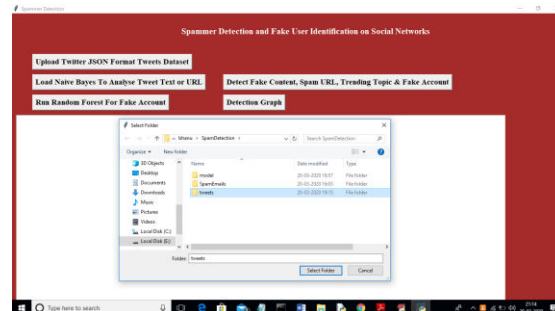 Spammer Detection
Spammer Detection and Fake User Identification on Social Networks
Upload Twitter JSON Format Tweets Dataset
Load Naive Bayes To Analyse Tweet Text or URL
Detect Fake Content, Spam URL, Trending Topic & Fake Account
Run Random Forest For Fake Account
Detection Graph
Select Folder
SpamDetection
Search SpamDetection
Organize
New folder
Name
Date modified
Type
3D Objects
Desktop
Documents
Downloads
Music
Pictures
Videos
Local Disk (C:)
Local Disk (E:)
model
File folder
SpamEmails
File folder
tweets
File folder
Folder: tweets
Select Folder
Cancel
Type here to search
21:14